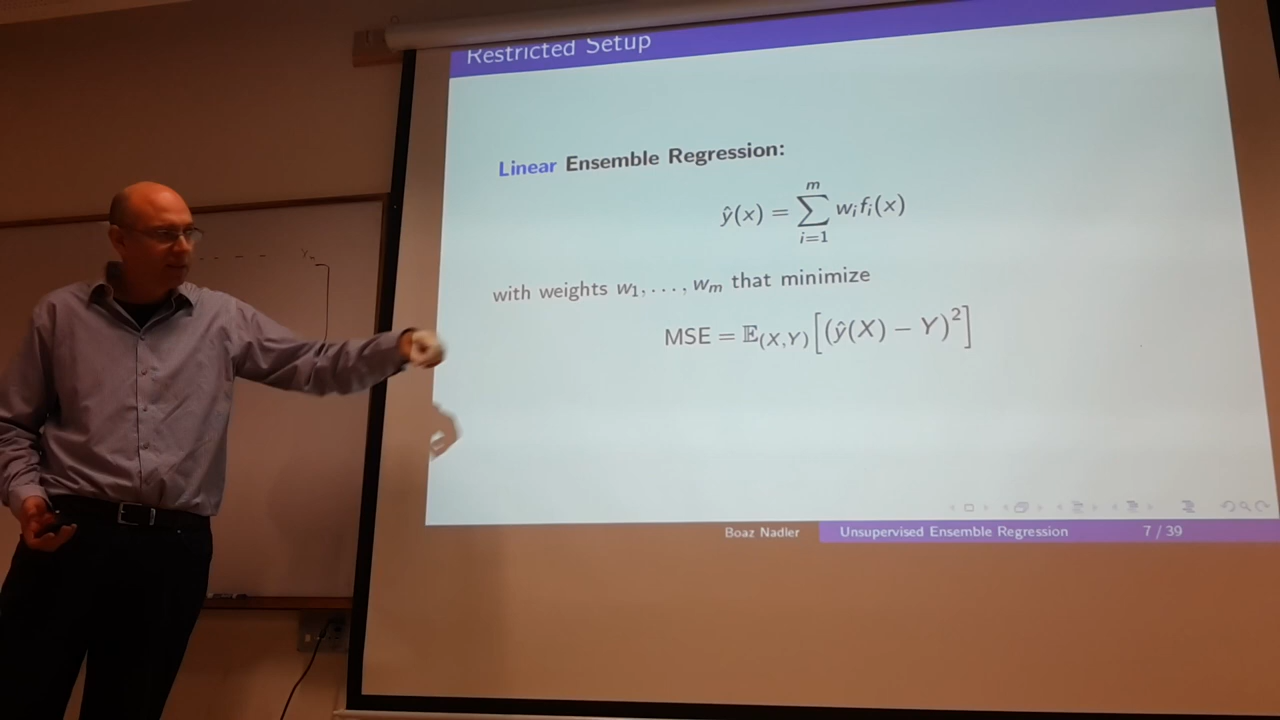 Restricted Setup
Linear Ensemble Regression:
ŷ(x) = ∑_{i=1}^{m} w_i f_i(x)
with weights w_1, . . . , w_m that minimize
MSE = 𝔼_{(X,Y)}[(ŷ(X) − Y)^2]
Boaz Nadler Unsupervised Ensemble Regression 7 / 39